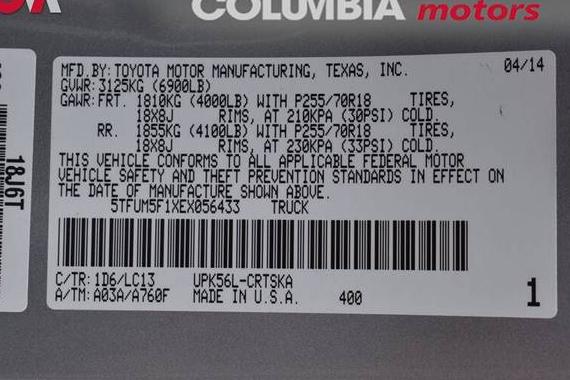 COLUMBIA motors
MFD.BY: TOYOTA MOTOR MANUFACTURING, TEXAS, INC. 04/14
GVWR: 3125KG (6900LB)
GAWR: FRT. 1810KG (4000LB) WITH P255/70R18 TIRES,
18X8J RIMS, AT 210KPA (30PSI) COLD.
RR. 1855KG (4100LB) WITH P255/70R18 TIRES,
18X8J RIMS, AT 230KPA (33PSI) COLD.
THIS VEHICLE CONFORMS TO ALL APPLICABLE FEDERAL MOTOR
VEHICLE SAFETY AND THEFT PREVENTION STANDARDS IN EFFECT ON
THE DATE OF MANUFACTURE SHOWN ABOVE.
5TFUM5F1XEX056433 TRUCK
C/TR: 1D6/LC13 UPK56L-CRTSKA
A/TM: A03A/A760F MADE IN U.S.A. 400 1